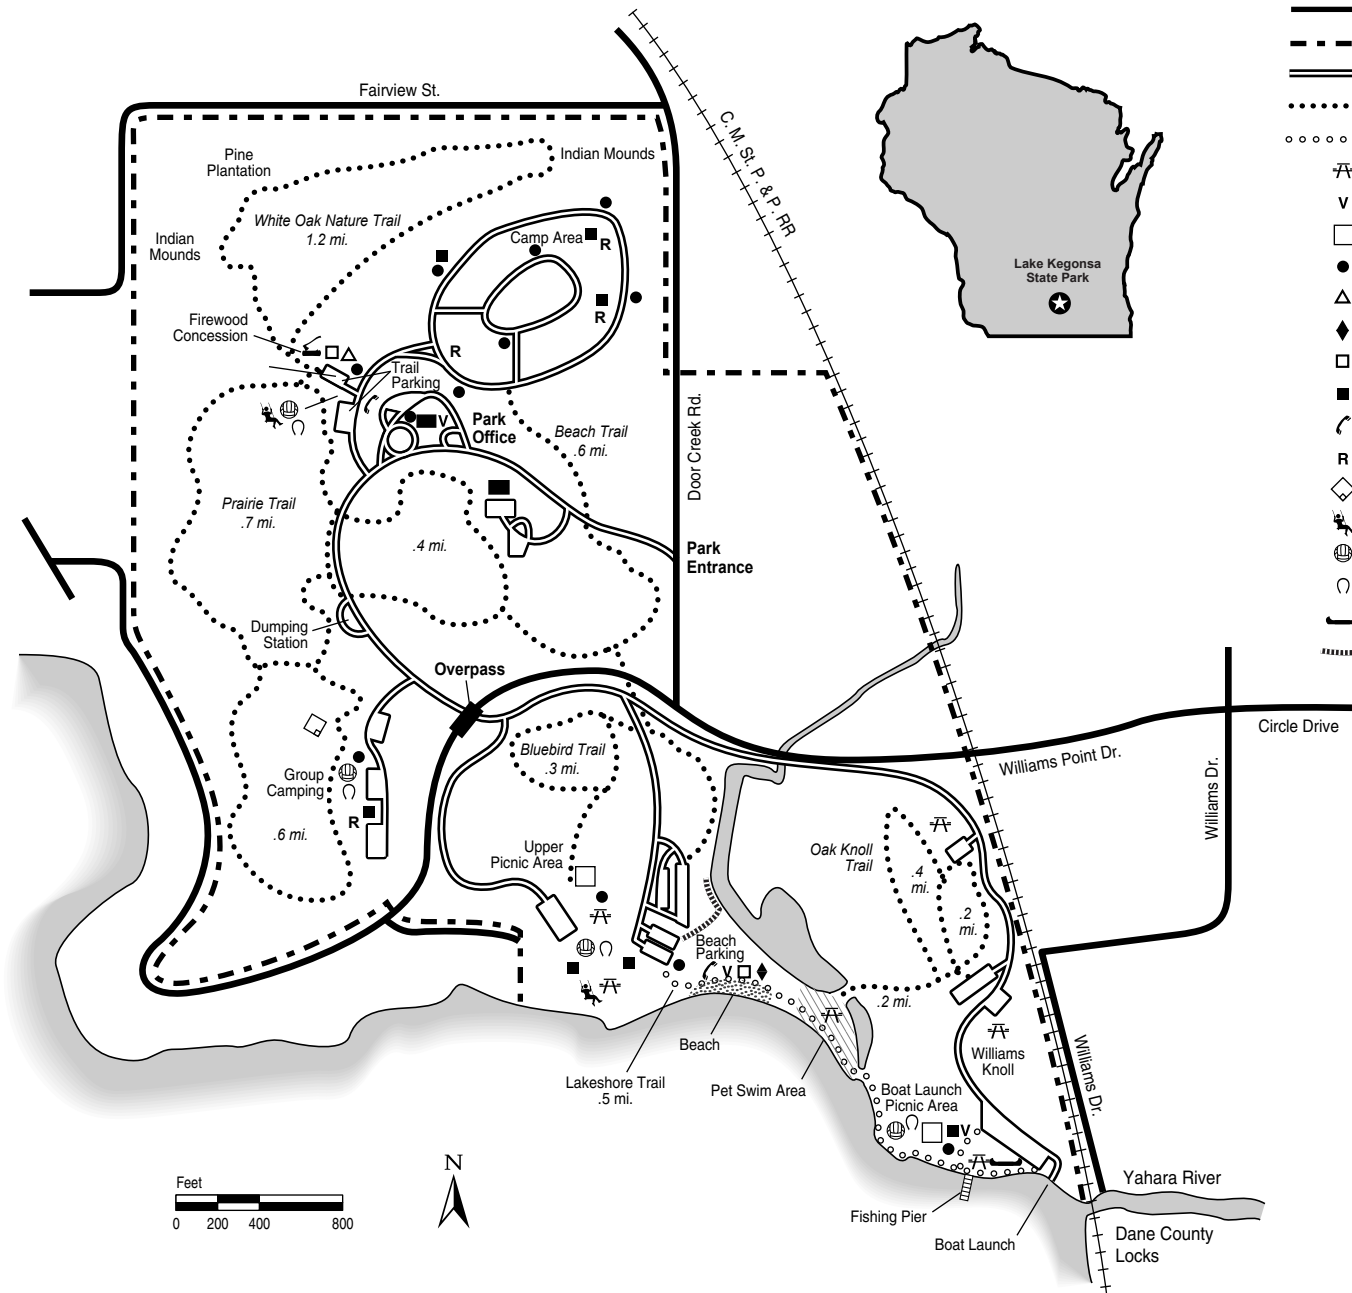 Fairview St.
C. M. St. P. & P. RR
Pine
Plantation
Indian Mounds
White Oak Nature Trail
1.2 mi.
Indian
Mounds
Camp Area
R
R
R
Lake Kegonsa
State Park
V
R
Firewood
Concession
Trail
Parking
V
Park
Office
Beach Trail
.6 mi.
Door Creek Rd.
Prairie Trail
.7 mi.
.4 mi.
Park
Entrance
Dumping
Station
Overpass
Circle Drive
Williams Point Dr.
Williams Dr.
Bluebird Trail
.3 mi.
Group
Camping
R
.6 mi.
Upper
Picnic Area
Oak Knoll
Trail
.4
mi.
.2
mi.
Beach
Parking
V
.2 mi.
Beach
Williams
Knoll
Williams Dr.
Lakeshore Trail
.5 mi.
Pet Swim Area
Boat Launch
Picnic Area
V
N
Feet
0 200 400 800
Yahara River
Fishing Pier
Boat Launch
Dane County
Locks